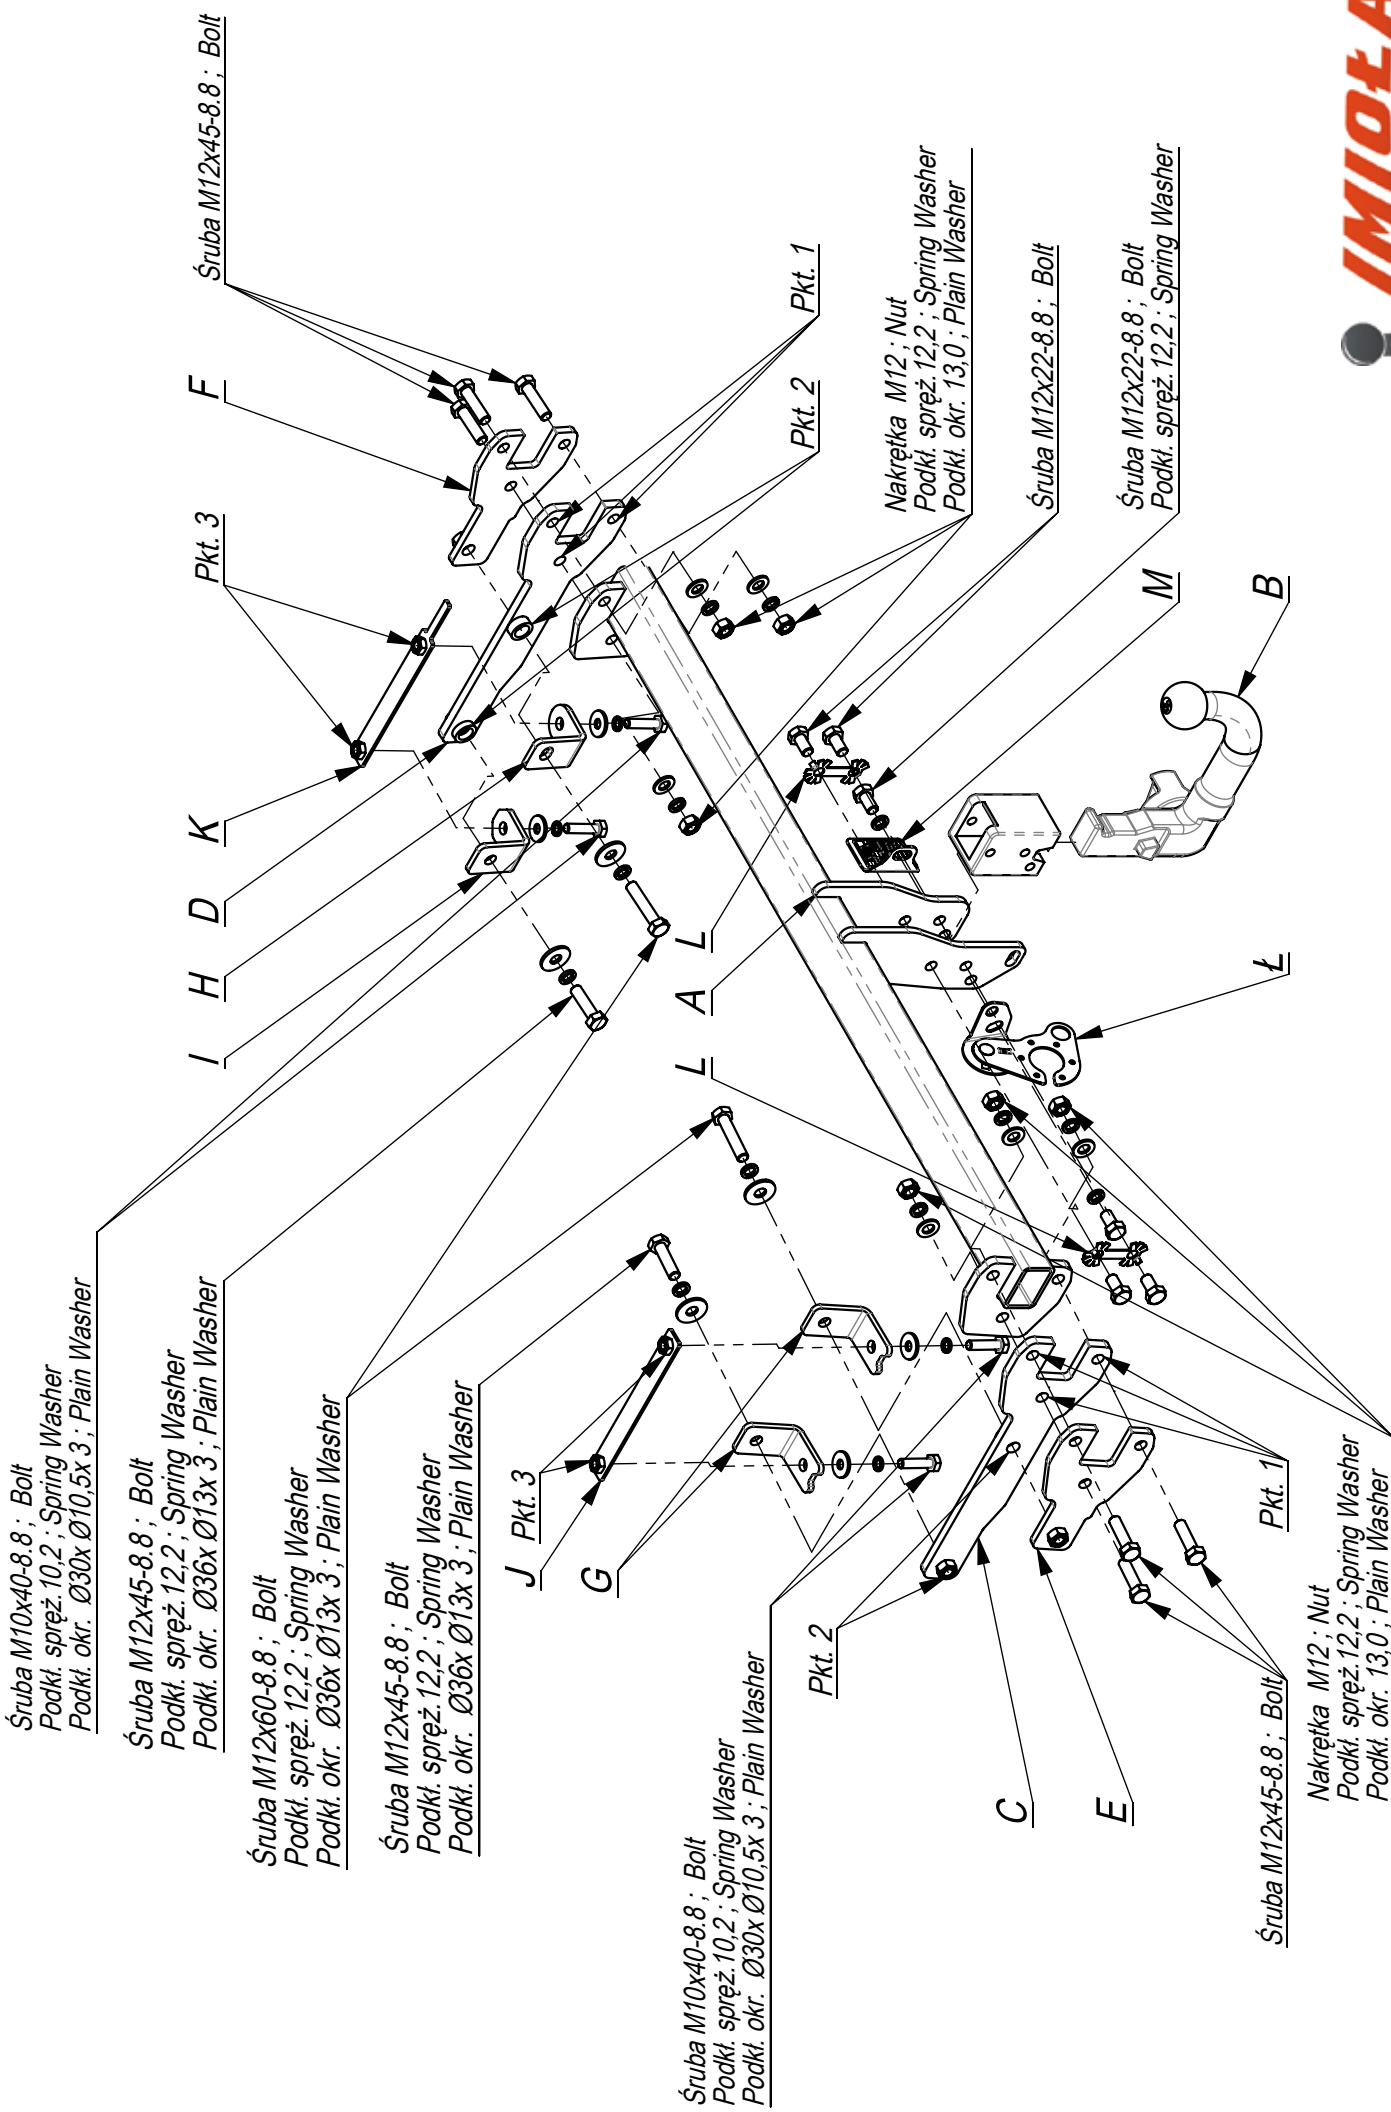 Śruba M10x40-8.8 ; Bolt
Podkł. spręż.10,2 ; Spring Washer
Podkł. okr. Ø30x Ø10,5x 3 ; Plain Washer
Śruba M12x45-8.8 ; Bolt
Podkł. spręż.12,2 ; Spring Washer
Podkł. okr. Ø36x Ø13x 3 ; Plain Washer
Śruba M12x60-8.8 ; Bolt
Podkł. spręż.12,2 ; Spring Washer
Podkł. okr. Ø36x Ø13x 3 ; Plain Washer
Śruba M12x45-8.8 ; Bolt
Podkł. spręż.12,2 ; Spring Washer
Podkł. okr. Ø36x Ø13x 3 ; Plain Washer
Śruba M10x40-8.8 ; Bolt
Podkł. spręż.10,2 ; Spring Washer
Podkł. okr. Ø30x Ø10,5x 3 ; Plain Washer
J
Pkt. 3
G
Pkt. 2
C
E
Śruba M12x45-8.8 ; Bolt
Pkt. 1
Nakrętka M12 ; Nut
Podkł. spręż.12,2 ; Spring Washer
Podkł. okr. 13,0 ; Plain Washer
I
H
D
K
Pkt. 3
F
Śruba M12x45-8.8 ; Bolt
L
A
L
Pkt. 2
Pkt. 1
Nakrętka M12 ; Nut
Podkł. spręż.12,2 ; Spring Washer
Podkł. okr. 13,0 ; Plain Washer
Śruba M12x22-8.8 ; Bolt
Śruba M12x22-8.8 ; Bolt
Podkł. spręż.12,2 ; Spring Washer
M
B
Ł
IMIOŁA